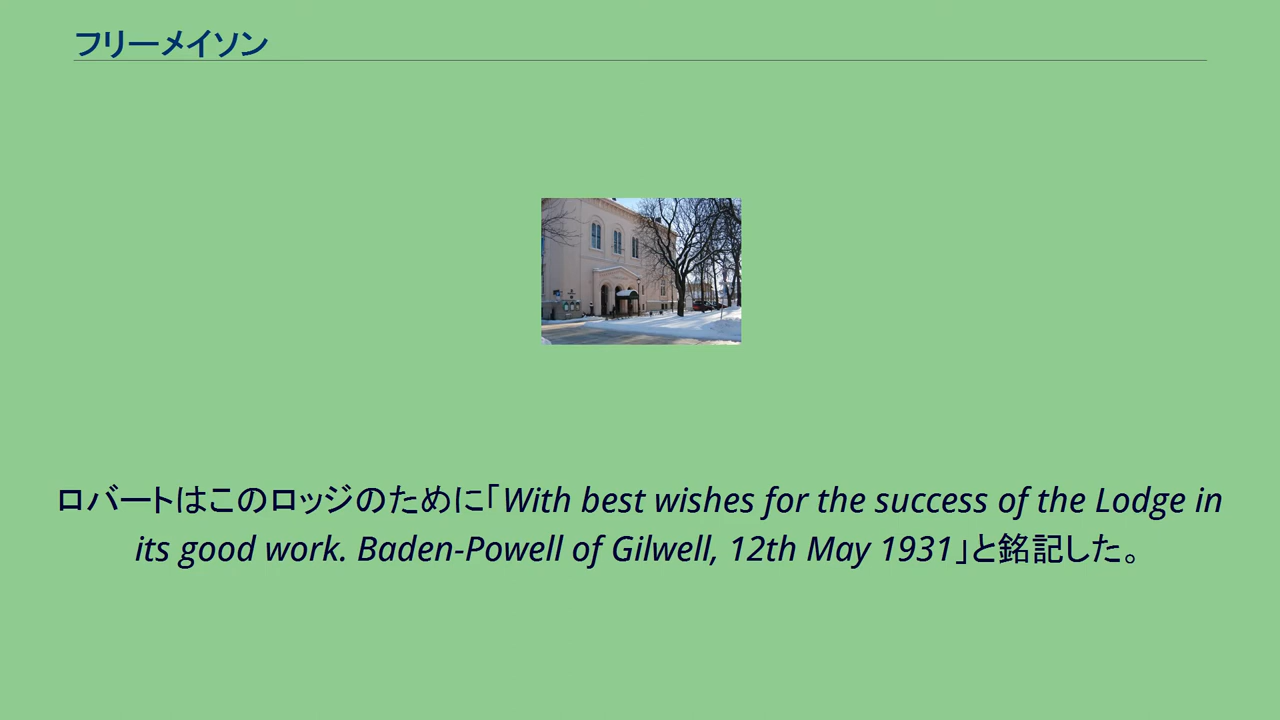 フリーメイソン
ロバートはこのロッジのために「With best wishes for the success of the Lodge in
its good work. Baden-Powell of Gilwell, 12th May 1931」と銘記した。